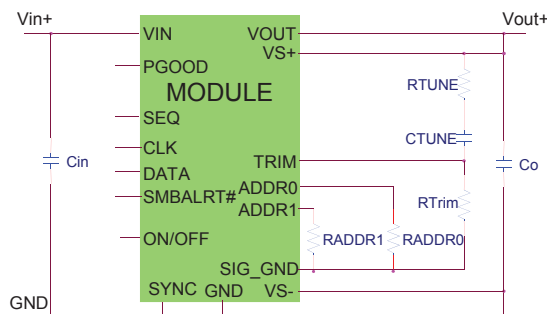 Vin+
VIN
VOUT
Vout+
VS+
PGOOD
RTUNE
MODULE
SEQ
CTUNE
CLK
TRIM
Cin
DATA
Co
ADDR0
SMBALRT#
RTrim
ADDR1
ON/OFF
RADDR1
RADDR0
SIG_GND
SYNC
GND
VS-
GND